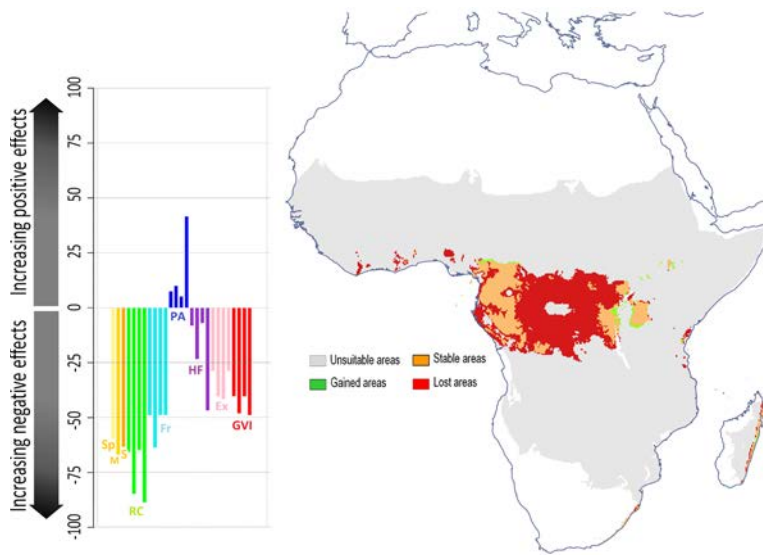 Increasing positive effects
Increasing negative effects
100
75
50
25
0
-25
-50
-75
-100
PA
HF
Ex
Fr
GVI
Sp
M
S
RC
Unsuitable areas
Stable areas
Gained areas
Lost areas